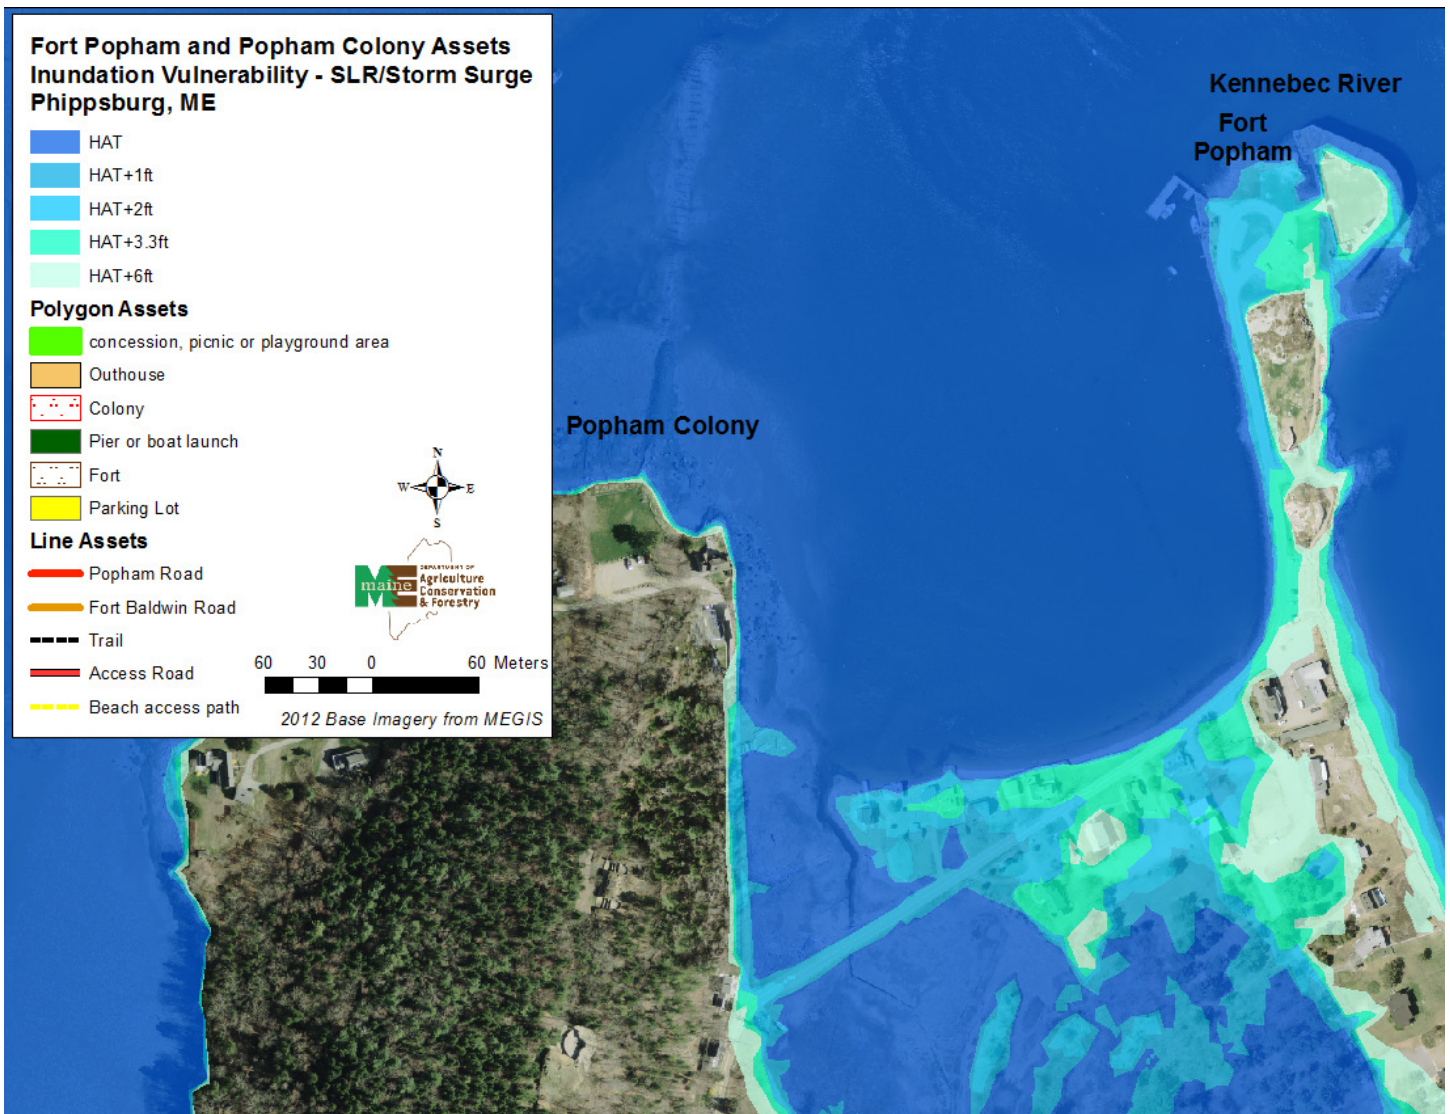 Fort Popham and Popham Colony Assets
Inundation Vulnerability - SLR/Storm Surge
Phippsburg, ME
HAT
HAT+1ft
HAT+2ft
HAT+3.3ft
HAT+6ft
Polygon Assets
concession, picnic or playground area
Outhouse
Colony
Pier or boat launch
Fort
Parking Lot
Line Assets
Popham Road
Fort Baldwin Road
Trail
Access Road
Beach access path
N
W E
S
maine
DEPARTMENT OF
Agriculture
Conservation
& Forestry
60 30 0 60 Meters
2012 Base Imagery from MEGIS
Kennebec River
Fort
Popham
Popham Colony